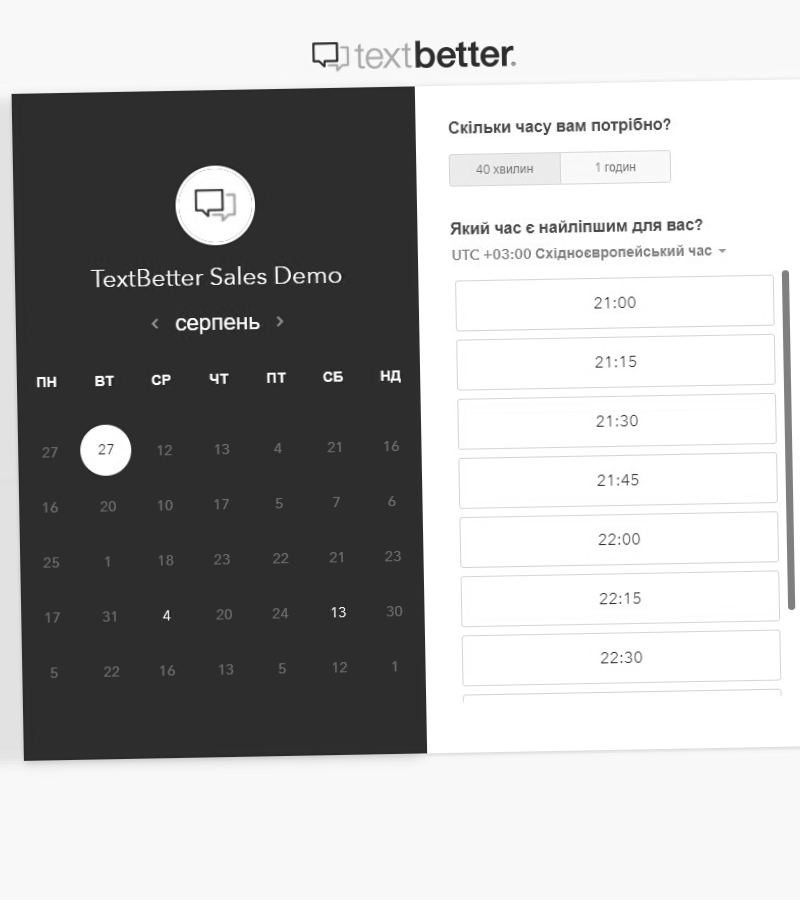 textbetter.
TextBetter Sales Demo
серпень
ПН ВТ СР ЧТ ПТ СБ НД
27 27 12 13 4 21 16
16 20 10 17 5 7 6
25 1 18 23 22 21 23
17 31 4 20 24 13 30
5 22 16 13 5 12 1
Скільки часу вам потрібно?
40 хвилин 1 годин
Який час є найліпшим для вас?
UTC +03:00 Східноєвропейський час
21:00
21:15
21:30
21:45
22:00
22:15
22:30